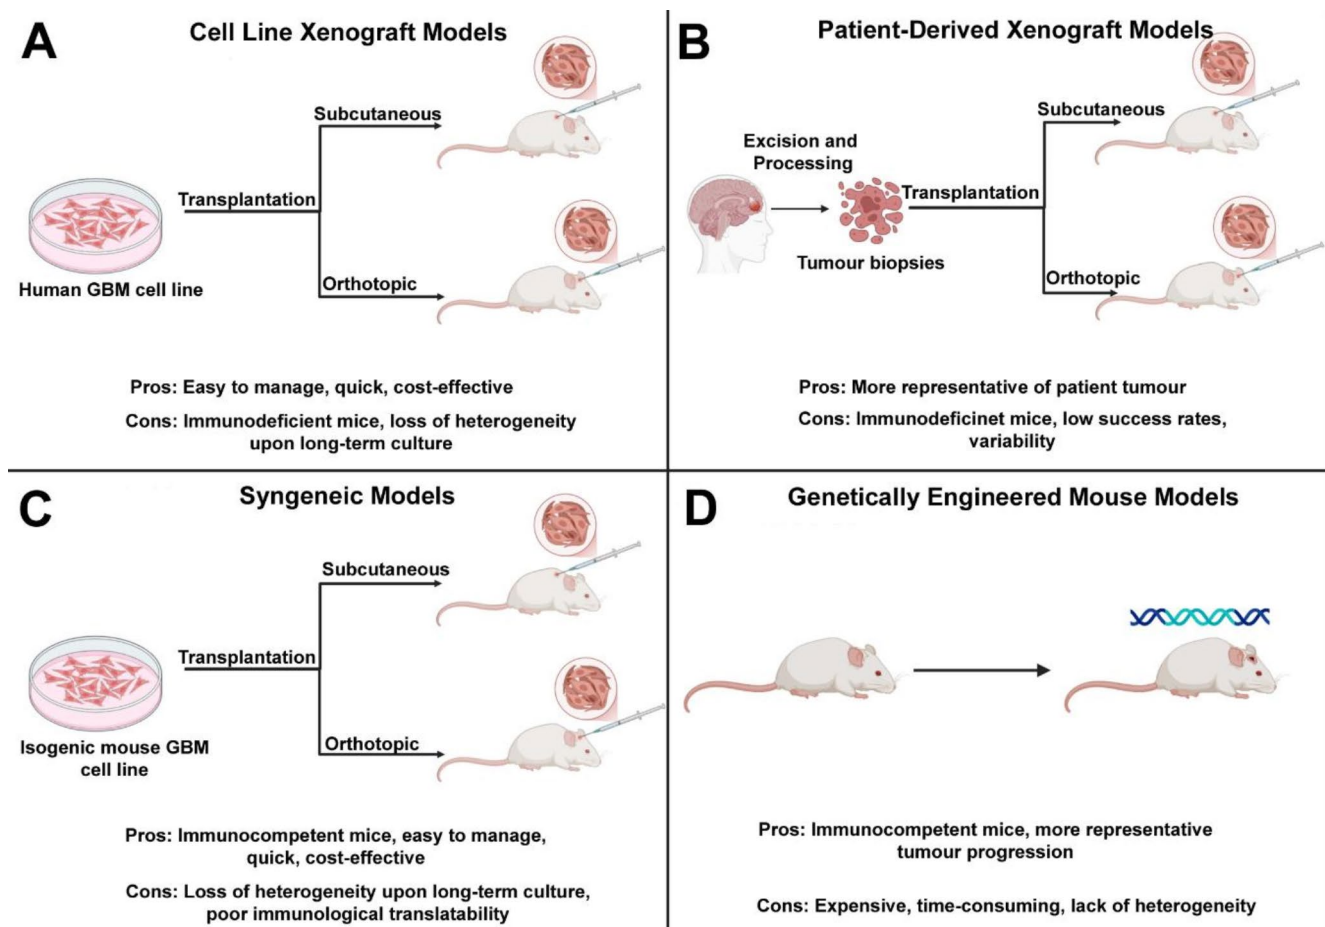 A
Cell Line Xenograft Models
Subcutaneous
Transplantation
Orthotopic
Human GBM cell line
Pros: Easy to manage, quick, cost-effective
Cons: Immunodeficient mice, loss of heterogeneity
upon long-term culture
B
Patient-Derived Xenograft Models
Subcutaneous
Excision and
Processing
Transplantation
Tumour biopsies
Orthotopic
Pros: More representative of patient tumour
Cons: Immunodeficinet mice, low success rates,
variability
C
Syngeneic Models
Subcutaneous
Transplantation
Orthotopic
Isogenic mouse GBM
cell line
Pros: Immunocompetent mice, easy to manage,
quick, cost-effective
Cons: Loss of heterogeneity upon long-term culture,
poor immunological translatability
D
Genetically Engineered Mouse Models
Pros: Immunocompetent mice, more representative
tumour progression
Cons: Expensive, time-consuming, lack of heterogeneity